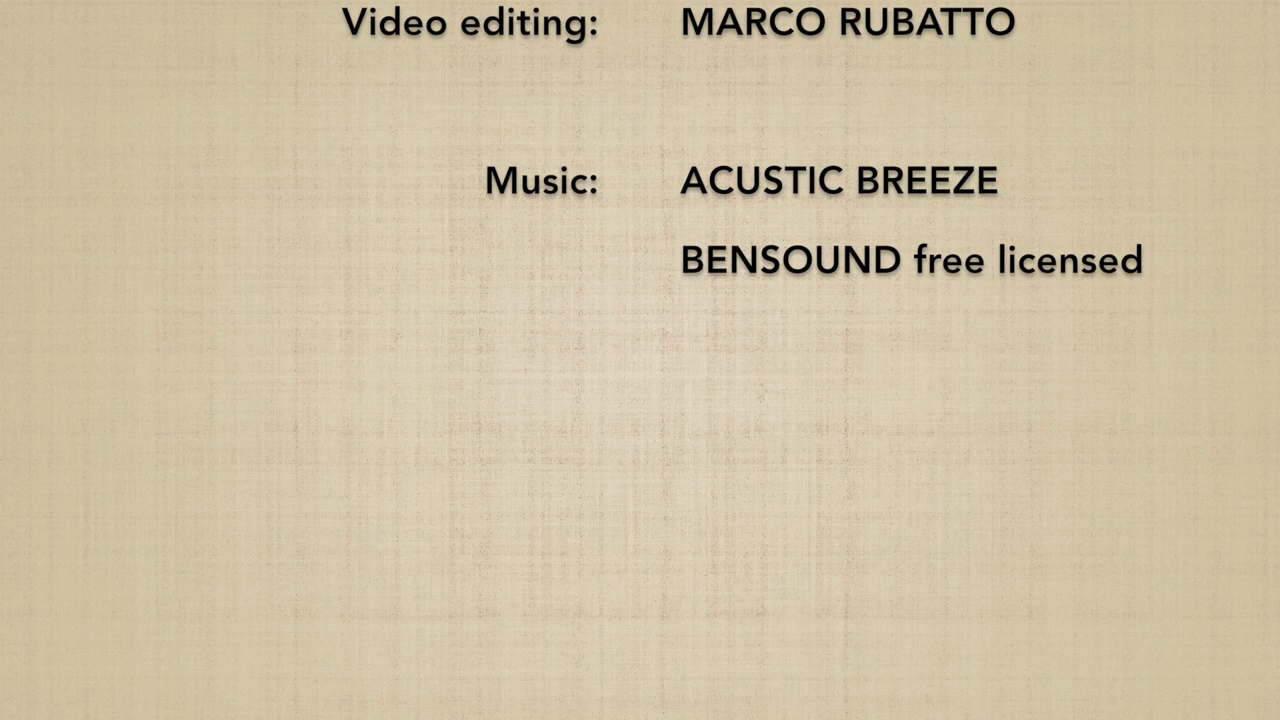 Video editing: MARCO RUBATTO
Music: ACUSTIC BREEZE
BENSOUND free licensed